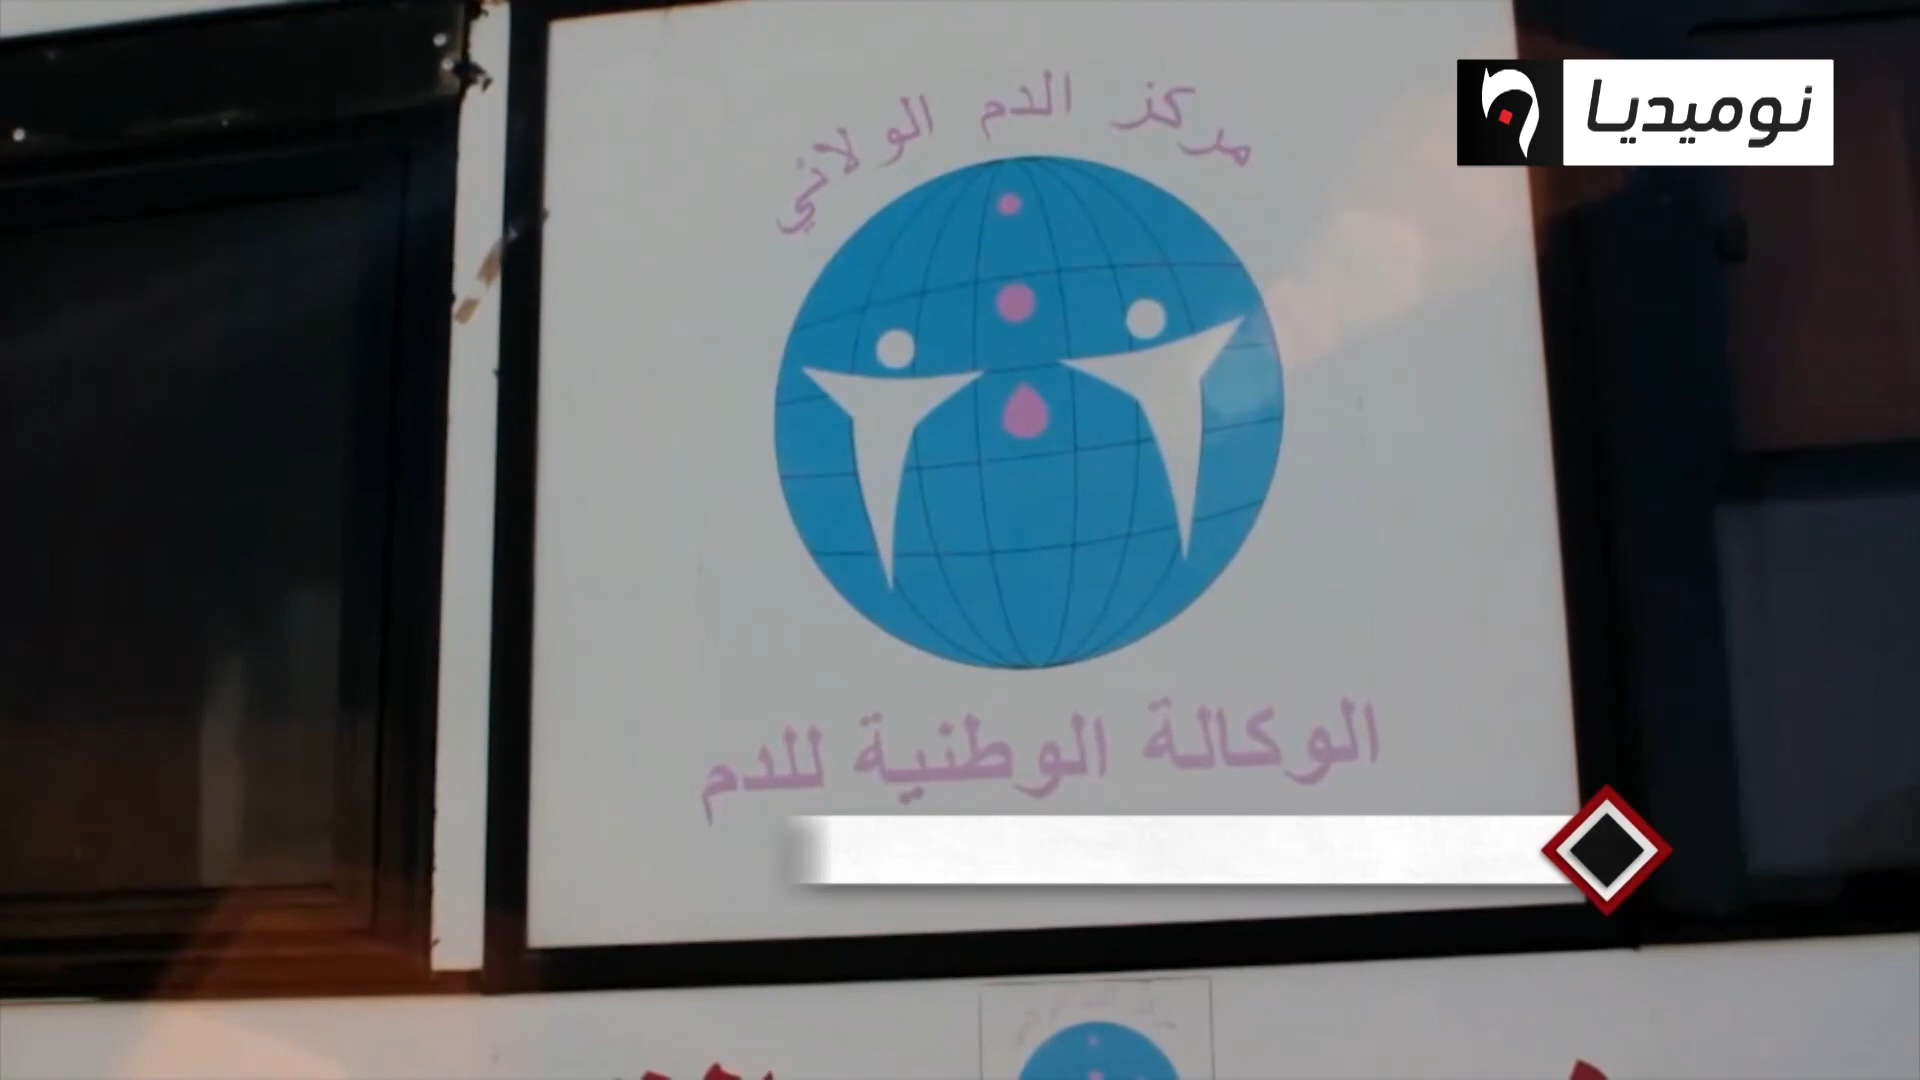 نوميديا
مركز الدم الولائي
الوكالة الوطنية للدم